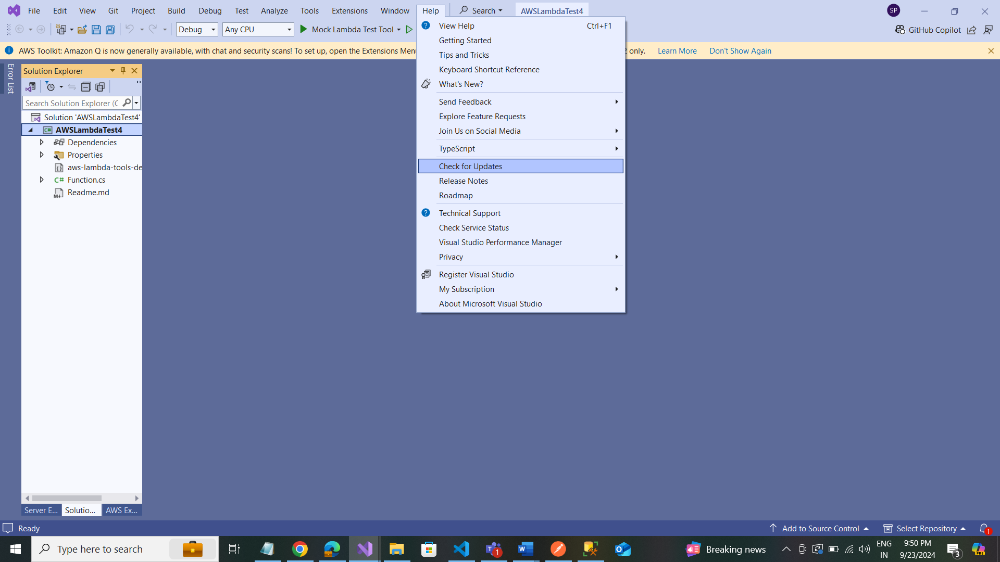 File Edit View Git Project Build Debug Test Analyze Tools Extensions Window Help Search AWSLambdaTest4 SP
Debug Any CPU Mock Lambda Test Tool GitHub Copilot
AWS Toolkit: Amazon Q is now generally available, with chat and security scans! To set up, open the Extensions Menu only. Learn More Don't Show Again
Error List
Solution Explorer
Search Solution Explorer (C
Solution 'AWSLambdaTest4'
AWSLambdaTest4
Dependencies
Properties
aws-lambda-tools-de
C# Function.cs
Readme.md
Server E... Solutio... AWS Ex...
View Help Ctrl+F1
Getting Started
Tips and Tricks
Keyboard Shortcut Reference
What's New?
Send Feedback
Explore Feature Requests
Join Us on Social Media
TypeScript
Check for Updates
Release Notes
Roadmap
Technical Support
Check Service Status
Visual Studio Performance Manager
Privacy
Register Visual Studio
My Subscription
About Microsoft Visual Studio
Ready Add to Source Control Select Repository 1
Type here to search 1 Breaking news ENG 9:50 PM
IN 9/23/2024 3 PRE